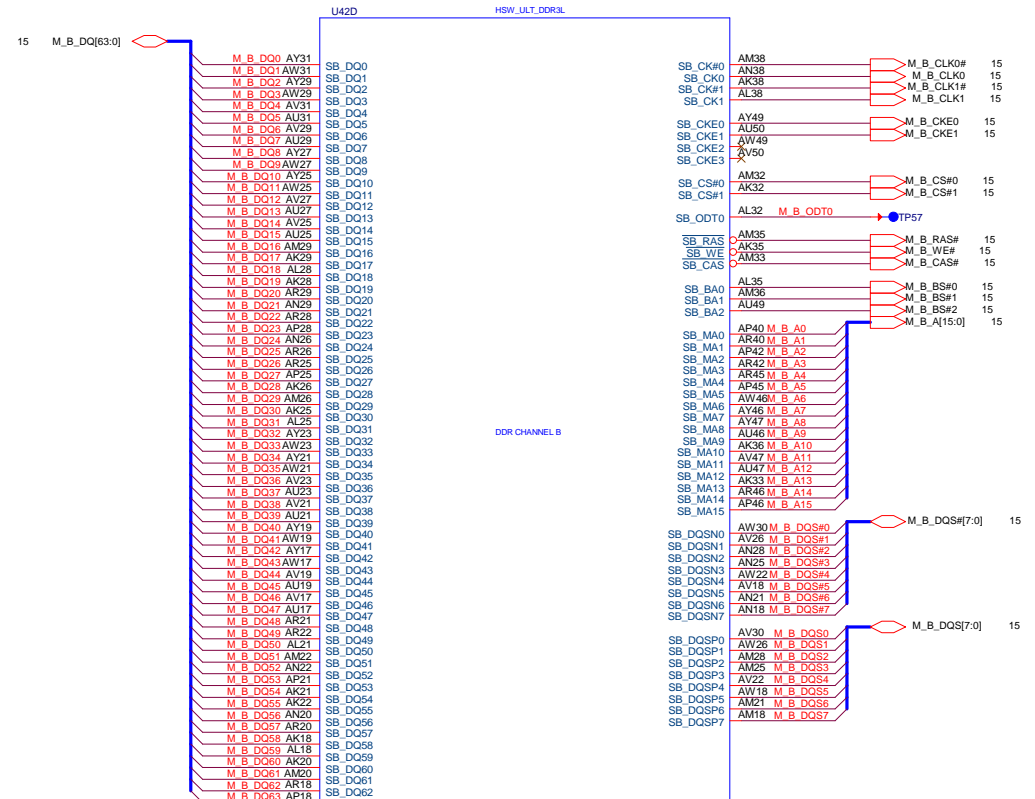 U42D
HSW_ULT_DDR3L
15 M_B_DQ[63:0]
M_B_DQ0 AY31 SB_DQ0
M_B_DQ1 AW31 SB_DQ1
M_B_DQ2 AY29 SB_DQ2
M_B_DQ3 AW29 SB_DQ3
M_B_DQ4 AV31 SB_DQ4
M_B_DQ5 AU31 SB_DQ5
M_B_DQ6 AV29 SB_DQ6
M_B_DQ7 AU29 SB_DQ7
M_B_DQ8 AY27 SB_DQ8
M_B_DQ9 AW27 SB_DQ9
M_B_DQ10 AY25 SB_DQ10
M_B_DQ11 AW25 SB_DQ11
M_B_DQ12 AV27 SB_DQ12
M_B_DQ13 AU27 SB_DQ13
M_B_DQ14 AV25 SB_DQ14
M_B_DQ15 AU25 SB_DQ15
M_B_DQ16 AM29 SB_DQ16
M_B_DQ17 AK29 SB_DQ17
M_B_DQ18 AL28 SB_DQ18
M_B_DQ19 AK28 SB_DQ19
M_B_DQ20 AR29 SB_DQ20
M_B_DQ21 AN29 SB_DQ21
M_B_DQ22 AR28 SB_DQ22
M_B_DQ23 AP28 SB_DQ23
M_B_DQ24 AN26 SB_DQ24
M_B_DQ25 AR26 SB_DQ25
M_B_DQ26 AR25 SB_DQ26
M_B_DQ27 AP25 SB_DQ27
M_B_DQ28 AK26 SB_DQ28
M_B_DQ29 AM26 SB_DQ29
M_B_DQ30 AK25 SB_DQ30
M_B_DQ31 AL25 SB_DQ31
M_B_DQ32 AY23 SB_DQ32
M_B_DQ33 AW23 SB_DQ33
M_B_DQ34 AY21 SB_DQ34
M_B_DQ35 AW21 SB_DQ35
M_B_DQ36 AV23 SB_DQ36
M_B_DQ37 AU23 SB_DQ37
M_B_DQ38 AV21 SB_DQ38
M_B_DQ39 AU21 SB_DQ39
M_B_DQ40 AY19 SB_DQ40
M_B_DQ41 AW19 SB_DQ41
M_B_DQ42 AY17 SB_DQ42
M_B_DQ43 AW17 SB_DQ43
M_B_DQ44 AV19 SB_DQ44
M_B_DQ45 AU19 SB_DQ45
M_B_DQ46 AV17 SB_DQ46
M_B_DQ47 AU17 SB_DQ47
M_B_DQ48 AR21 SB_DQ48
M_B_DQ49 AR22 SB_DQ49
M_B_DQ50 AL21 SB_DQ50
M_B_DQ51 AM22 SB_DQ51
M_B_DQ52 AN22 SB_DQ52
M_B_DQ53 AP21 SB_DQ53
M_B_DQ54 AK21 SB_DQ54
M_B_DQ55 AK22 SB_DQ55
M_B_DQ56 AN20 SB_DQ56
M_B_DQ57 AR20 SB_DQ57
M_B_DQ58 AK18 SB_DQ58
M_B_DQ59 AL18 SB_DQ59
M_B_DQ60 AK20 SB_DQ60
M_B_DQ61 AM20 SB_DQ61
M_B_DQ62 AR18 SB_DQ62
M_B_DQ63 AP18
DDR CHANNEL B
SB_CK#0 AM38 M_B_CLK0# 15
SB_CK0 AN38 M_B_CLK0 15
SB_CK#1 AK38 M_B_CLK1# 15
SB_CK1 AL38 M_B_CLK1 15
SB_CKE0 AY49 M_B_CKE0 15
SB_CKE1 AU50 M_B_CKE1 15
SB_CKE2 AW49
SB_CKE3 AV50
SB_CS#0 AM32 M_B_CS#0 15
SB_CS#1 AK32 M_B_CS#1 15
SB_ODT0 AL32 M_B_ODT0 TP57
SB_RAS AM35 M_B_RAS# 15
SB_WE AK35 M_B_WE# 15
SB_CAS AM33 M_B_CAS# 15
SB_BA0 AL35 M_B_BS#0 15
SB_BA1 AM36 M_B_BS#1 15
SB_BA2 AU49 M_B_BS#2 15
M_B_A[15:0] 15
SB_MA0 AP40 M_B_A0
SB_MA1 AR40 M_B_A1
SB_MA2 AP42 M_B_A2
SB_MA3 AR42 M_B_A3
SB_MA4 AR45 M_B_A4
SB_MA5 AP45 M_B_A5
SB_MA6 AW46 M_B_A6
SB_MA7 AY46 M_B_A7
SB_MA8 AY47 M_B_A8
SB_MA9 AU46 M_B_A9
SB_MA10 AK36 M_B_A10
SB_MA11 AV47 M_B_A11
SB_MA12 AU47 M_B_A12
SB_MA13 AK33 M_B_A13
SB_MA14 AR46 M_B_A14
SB_MA15 AP46 M_B_A15
M_B_DQS#[7:0] 15
SB_DQSN0 AW30 M_B_DQS#0
SB_DQSN1 AV26 M_B_DQS#1
SB_DQSN2 AN28 M_B_DQS#2
SB_DQSN3 AN25 M_B_DQS#3
SB_DQSN4 AW22 M_B_DQS#4
SB_DQSN5 AV18 M_B_DQS#5
SB_DQSN6 AN21 M_B_DQS#6
SB_DQSN7 AN18 M_B_DQS#7
M_B_DQS[7:0] 15
SB_DQSP0 AV30 M_B_DQS0
SB_DQSP1 AW26 M_B_DQS1
SB_DQSP2 AM28 M_B_DQS2
SB_DQSP3 AM25 M_B_DQS3
SB_DQSP4 AV22 M_B_DQS4
SB_DQSP5 AW18 M_B_DQS5
SB_DQSP6 AM21 M_B_DQS6
SB_DQSP7 AM18 M_B_DQS7